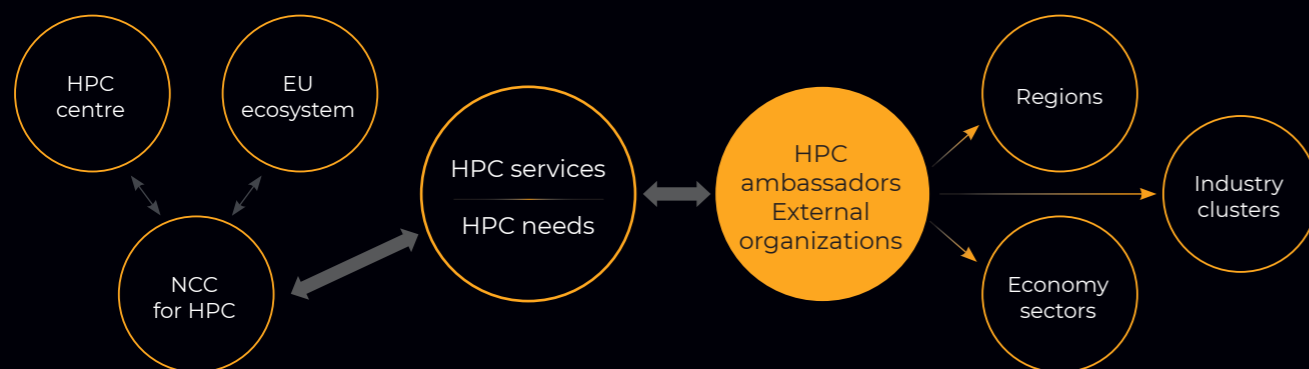 HPC
centre
EU
ecosystem
NCC
for HPC
HPC services
HPC needs
HPC
ambassadors
External
organizations
Regions
Industry
clusters
Economy
sectors